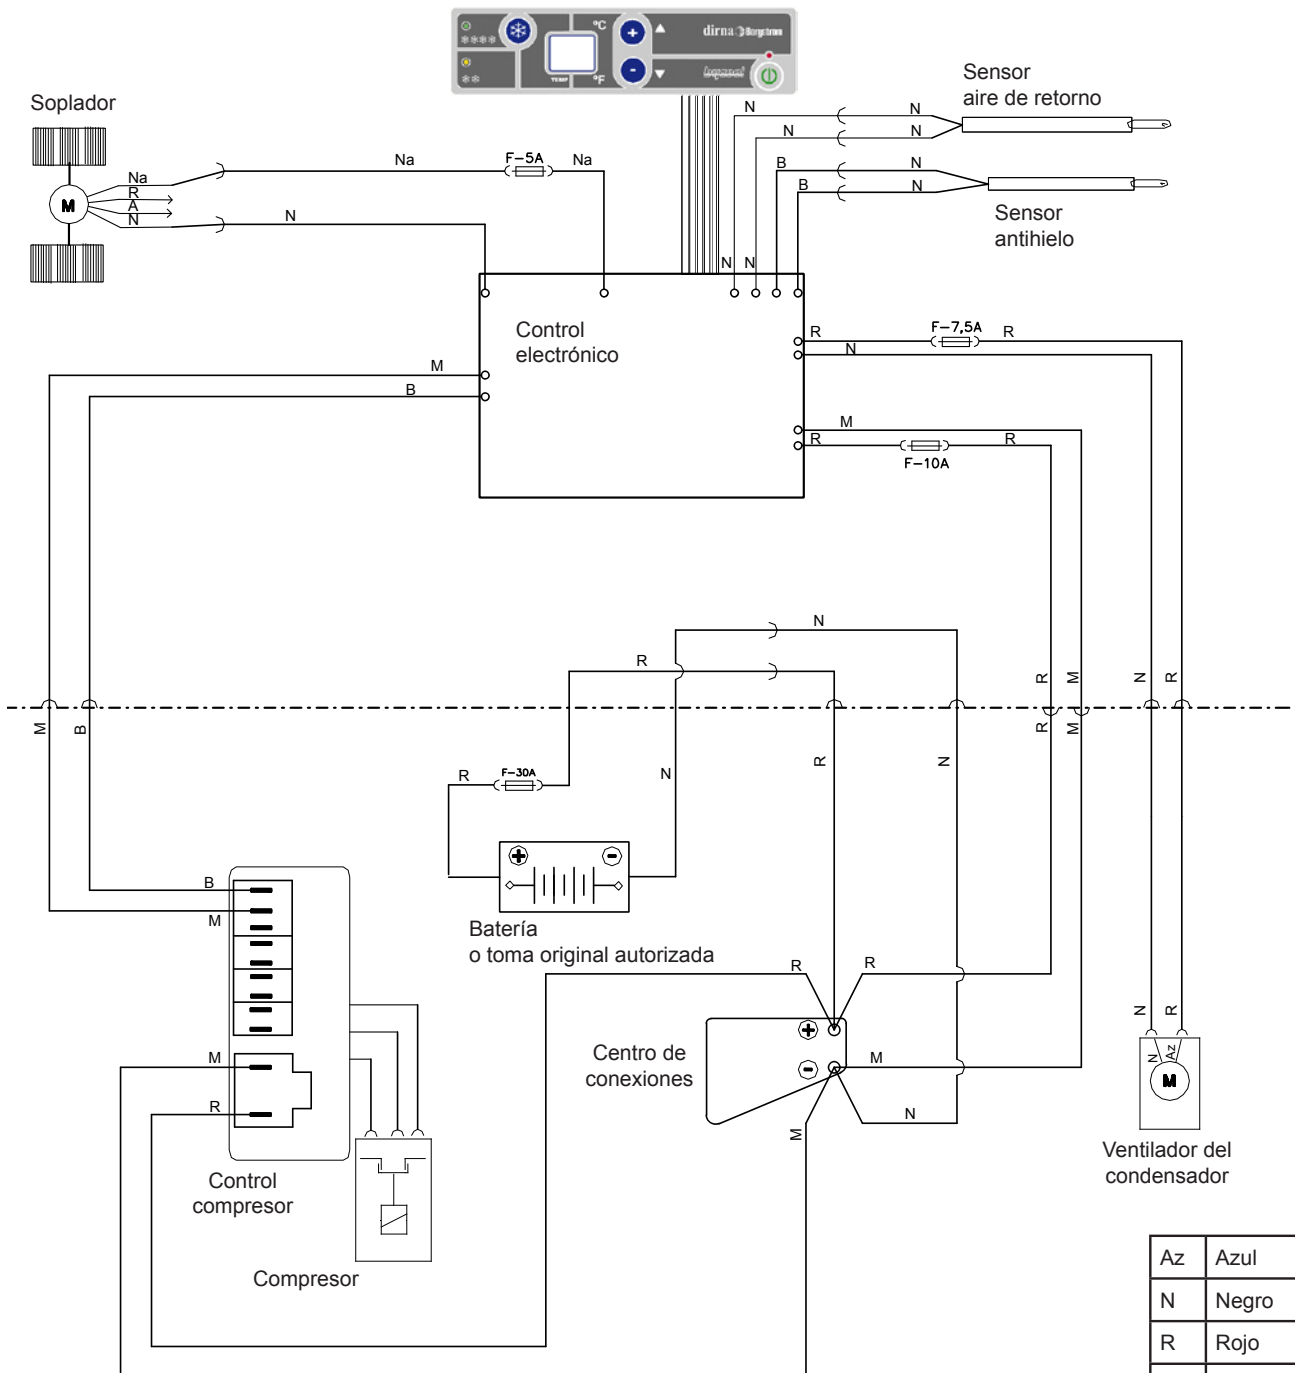 °C
dirna Bergstrom
TEMP
°F
Soplador
Sensor
aire de retorno
N
N
N
N
Na
F-5A
Na
B
N
B
N
Na
R
A
N
M
N
Sensor
antihielo
N
N
Control
electrónico
R
F-7,5A
R
N
M
B
M
R
R
F-10A
N
R
R
M
N
R
M
B
R
M
R
F-30A
N
R
N
B
M
Batería
o toma original autorizada
R
R
M
R
Centro de
conexiones
M
N
M
N
R
N
Az
M
Ventilador del
condensador
Control
compresor
Compresor
Az Azul
N Negro
R Rojo